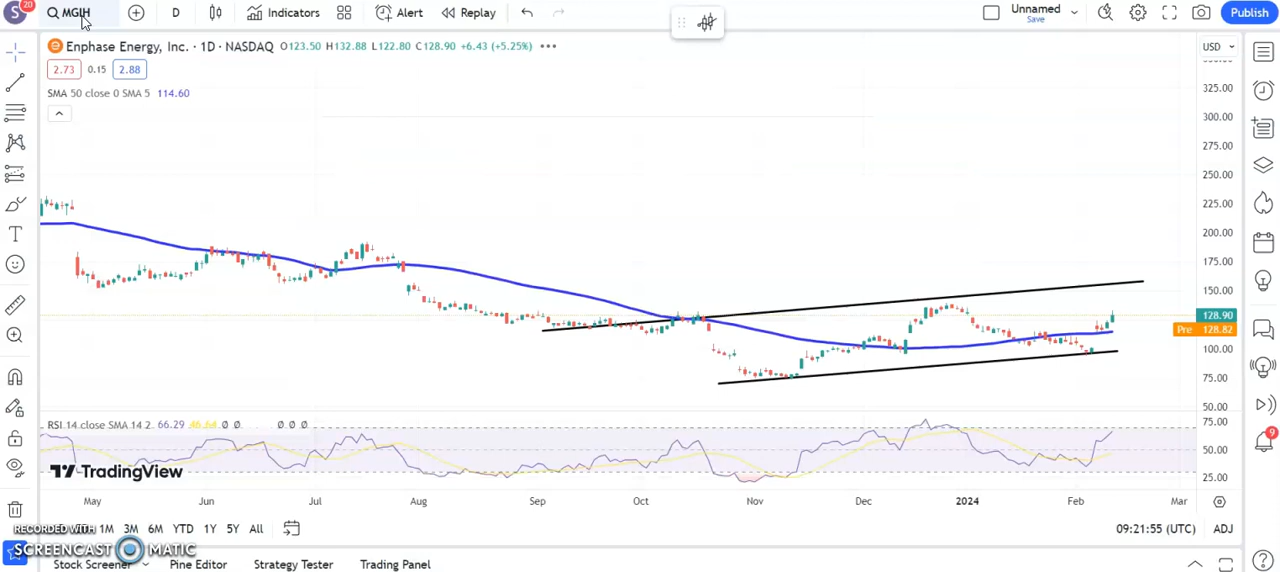 S 20 MGIH D Indicators Alert Replay Unnamed Save Publish
Enphase Energy, Inc. · 1D · NASDAQ O123.50 H132.88 L122.80 C128.90 +6.43 (+5.25%) USD
2.73 0.15 2.88
SMA 50 close 0 SMA 5 114.60
325.00
300.00
275.00
250.00
225.00
200.00
175.00
150.00
128.90
Pre 128.82
100.00
75.00
50.00
RSI 14 close SMA 14 2 66.29 Ø Ø Ø Ø Ø
75.00
50.00
25.00
9
TradingView
May Jun Jul Aug Sep Oct Nov Dec 2024 Feb Mar
1M 3M 6M YTD 1Y 5Y All 09:21:55 (UTC) ADJ
RECORDED WITH
SCREENCAST MATIC
Stock Screener Pine Editor Strategy Tester Trading Panel